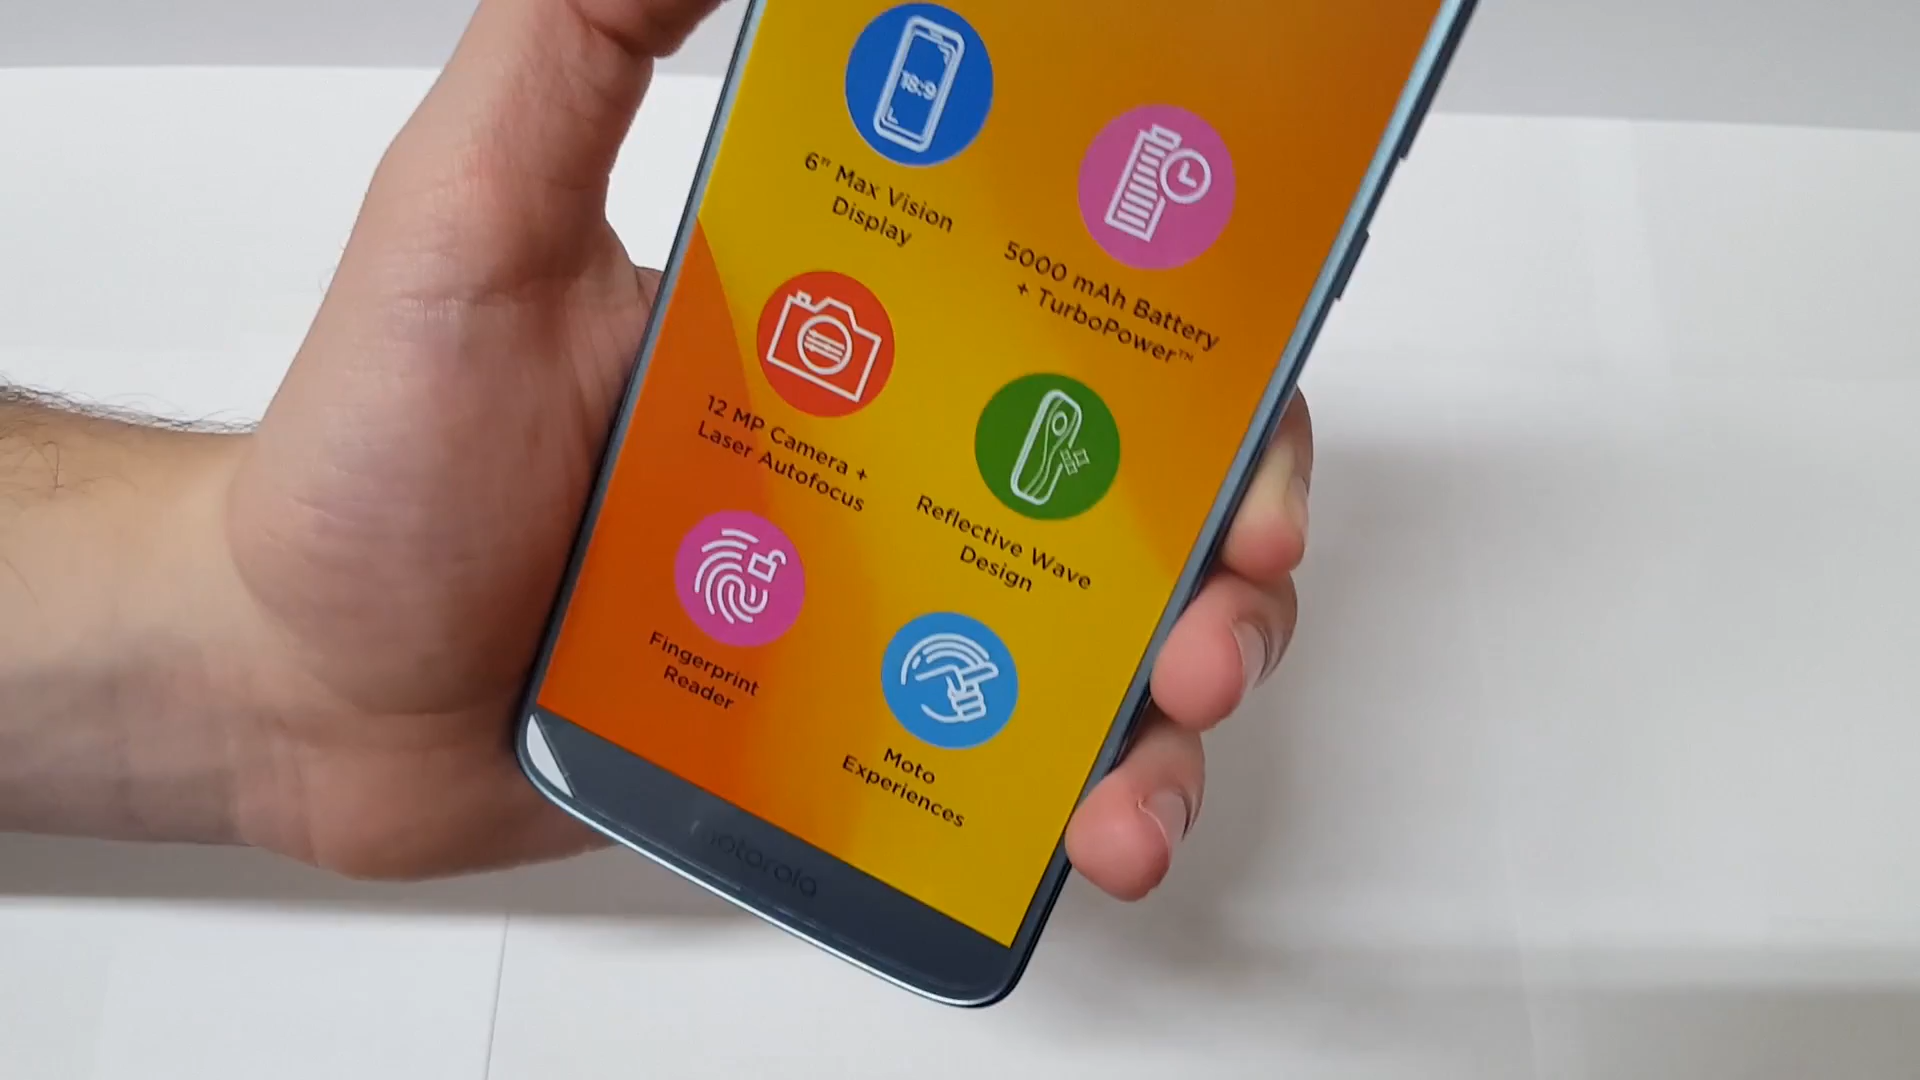 18:9
6" Max Vision
Display
5000 mAh Battery
+ TurboPower™
12 MP Camera +
Laser Autofocus
Reflective Wave
Design
Fingerprint
Reader
Moto
Experiences
motorola